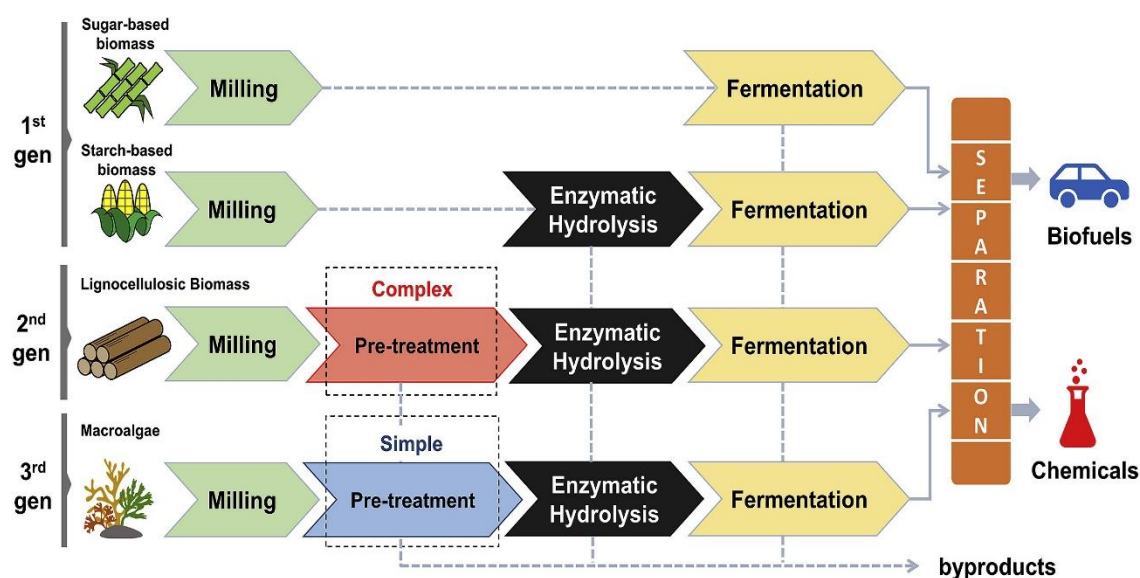 Sugar-based
biomass
Milling
Fermentation
1st
gen
Starch-based
biomass
Milling
Enzymatic
Hydrolysis
Fermentation
Biofuels
Lignocellulosic Biomass
2nd
gen
Milling
Complex
Pre-treatment
Enzymatic
Hydrolysis
Fermentation
Macroalgae
3rd
gen
Milling
Simple
Pre-treatment
Enzymatic
Hydrolysis
Fermentation
SEPARATION
Chemicals
byproducts